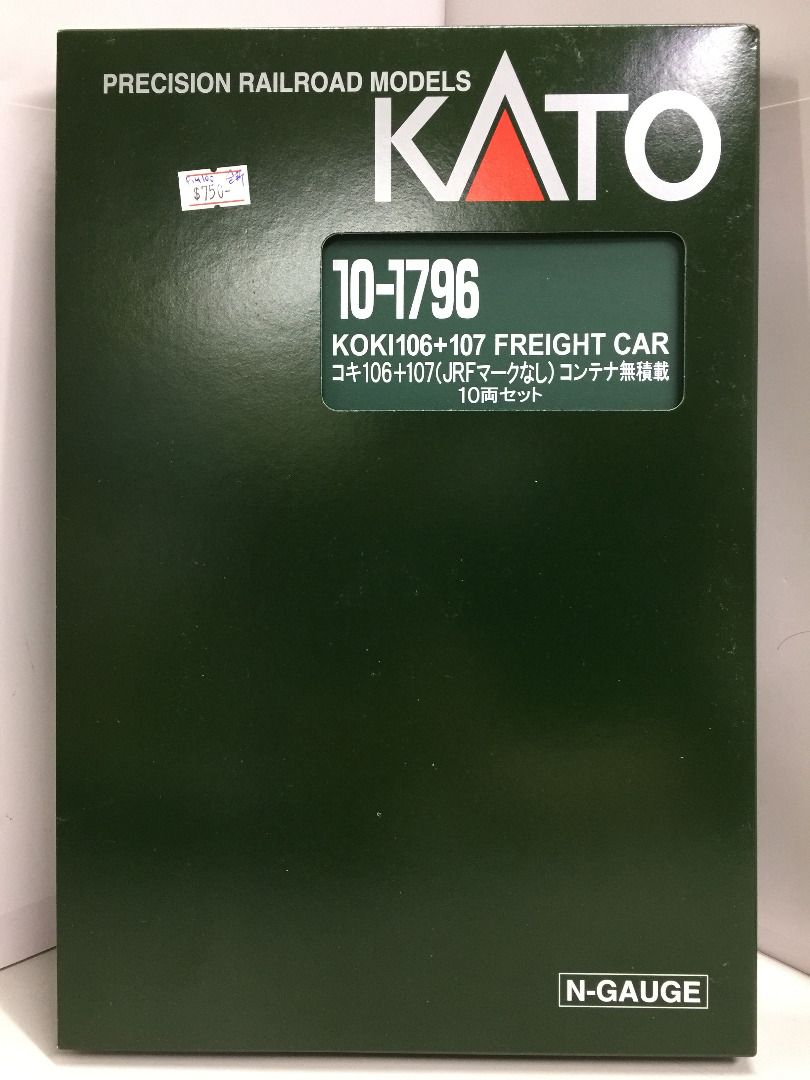 PRECISION RAILROAD MODELS
KATO
$750-
10-1796
KOKI106+107 FREIGHT CAR
コキ106+107(JRFマークなし)コンテナ無積載
10両セット
N-GAUGE